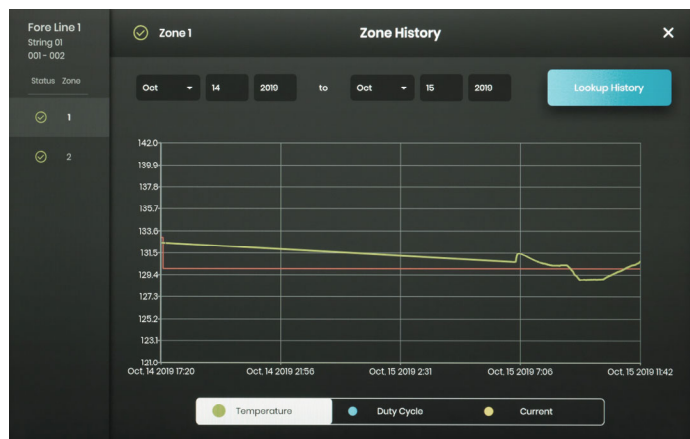 Fore Line 1
String 01
001 - 002
Status Zone
1
2
Zone 1
Zone History
Oct 14 2019 to Oct 15 2019
Lookup History
142.0
139.9
137.8
135.7
133.6
131.5
129.4
127.3
125.2
123.1
121.0
Oct, 14 2019 17:20 Oct, 14 2019 21:56 Oct, 15 2019 2:31 Oct, 15 2019 7:06 Oct, 15 2019 11:42
Temperature Duty Cycle Current